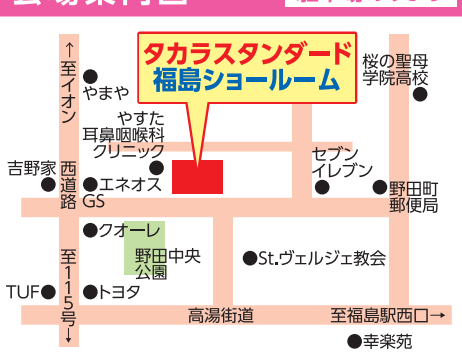 タカラスタンダード
福島ショールーム
桜の聖母
学院高校
←至イオン
やまや
やすた
耳鼻咽喉科
クリニック
セブン
イレブン
吉野家
西道路
エネオス
GS
野田町
郵便局
クオーレ
野田中央
公園
St.ヴェルジェ教会
至115号→
TUF
トヨタ
高湯街道
至福島駅西口→
幸楽苑